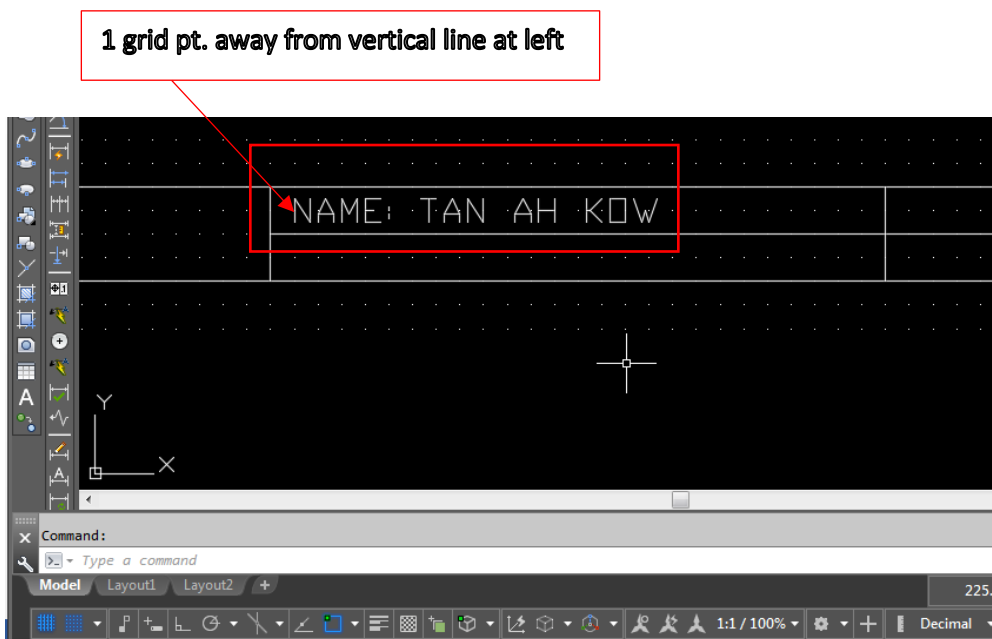 1 grid pt. away from vertical line at left
NAME: TAN AH KOW
Y
X
Command:
Type a command
Model Layout1 Layout2 +
225.
1:1 / 100% Decimal